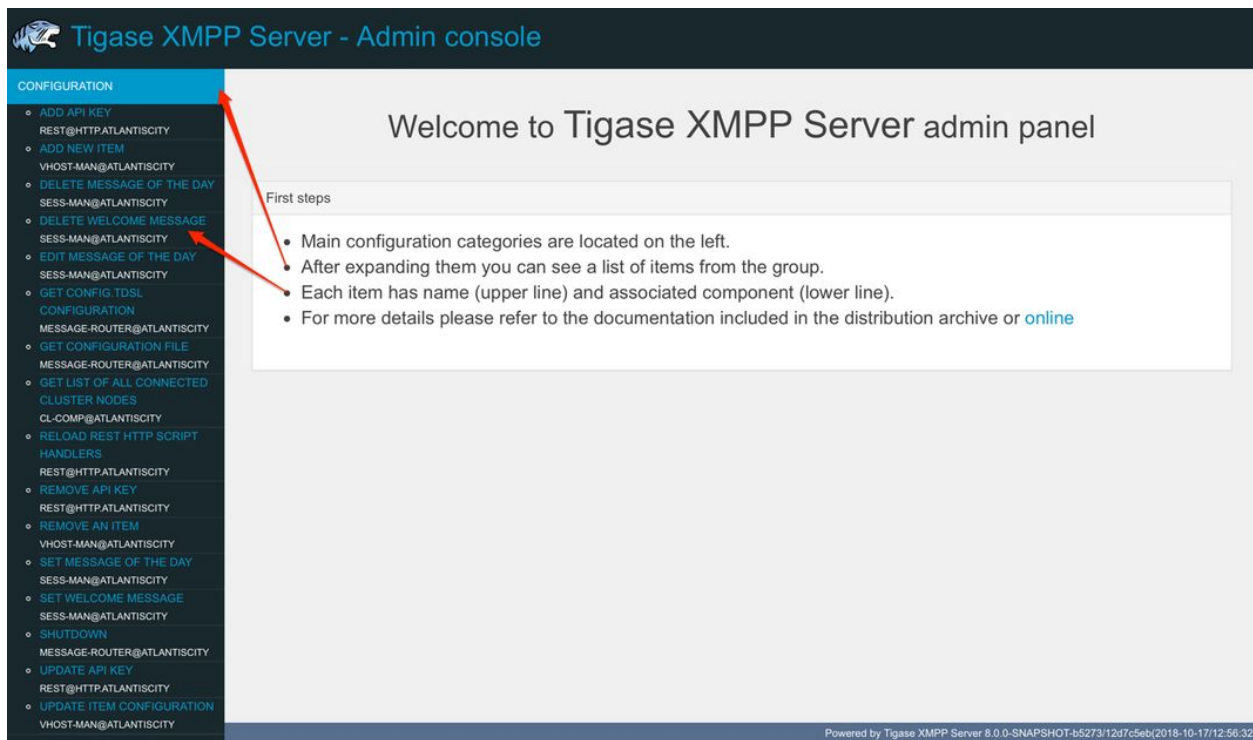 Tigase XMPP Server - Admin console
CONFIGURATION
ADD API KEY
REST@HTTP.ATLANTISCITY
ADD NEW ITEM
VHOST-MAN@ATLANTISCITY
DELETE MESSAGE OF THE DAY
SESS-MAN@ATLANTISCITY
DELETE WELCOME MESSAGE
SESS-MAN@ATLANTISCITY
EDIT MESSAGE OF THE DAY
SESS-MAN@ATLANTISCITY
GET CONFIG.TDSL
CONFIGURATION
MESSAGE-ROUTER@ATLANTISCITY
GET CONFIGURATION FILE
MESSAGE-ROUTER@ATLANTISCITY
GET LIST OF ALL CONNECTED
CLUSTER NODES
CL-COMP@ATLANTISCITY
RELOAD REST HTTP SCRIPT
HANDLERS
REST@HTTP.ATLANTISCITY
REMOVE API KEY
REST@HTTP.ATLANTISCITY
REMOVE AN ITEM
VHOST-MAN@ATLANTISCITY
SET MESSAGE OF THE DAY
SESS-MAN@ATLANTISCITY
SET WELCOME MESSAGE
SESS-MAN@ATLANTISCITY
SHUTDOWN
MESSAGE-ROUTER@ATLANTISCITY
UPDATE API KEY
REST@HTTP.ATLANTISCITY
UPDATE ITEM CONFIGURATION
VHOST-MAN@ATLANTISCITY
Welcome to Tigase XMPP Server admin panel
First steps
Main configuration categories are located on the left.
After expanding them you can see a list of items from the group.
Each item has name (upper line) and associated component (lower line).
For more details please refer to the documentation included in the distribution archive or online
Powered by Tigase XMPP Server 8.0.0-SNAPSHOT-b5273/12d7c5eb(2018-10-17/12:56:32